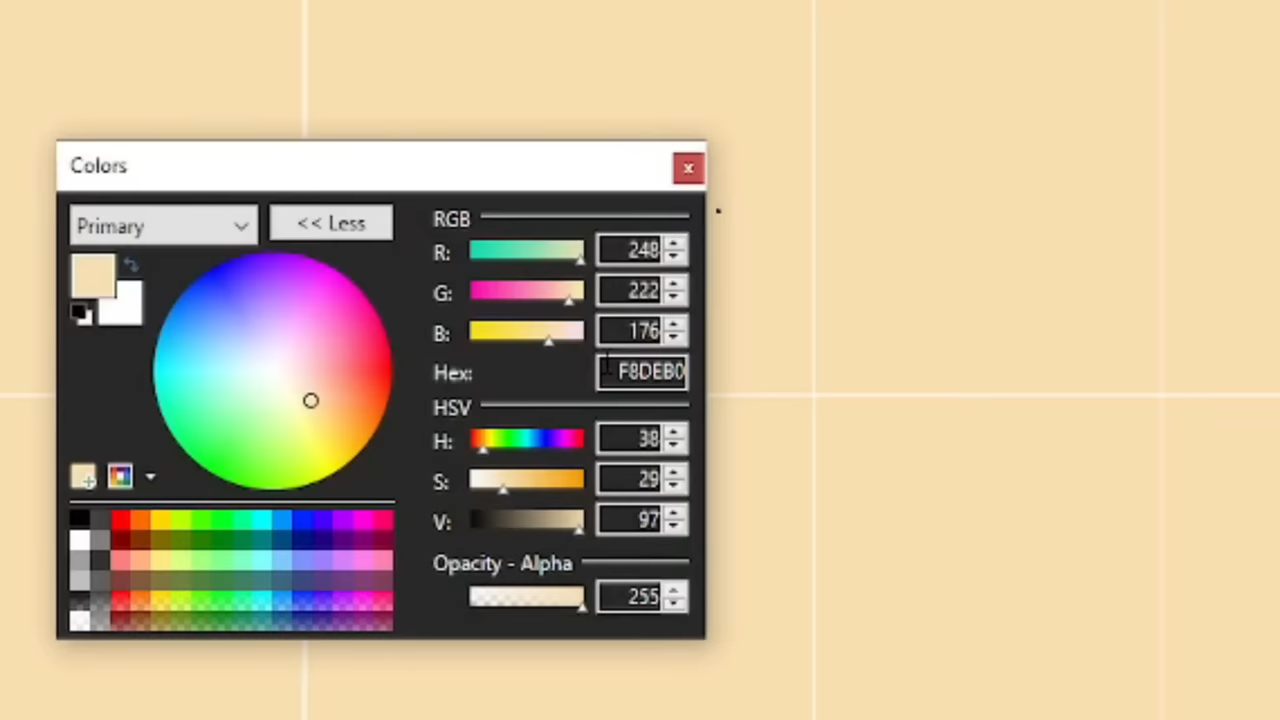 Colors
x
Primary
<< Less
RGB
R: 248
G: 222
B: 176
Hex: F8DEB0
HSV
H: 38
S: 29
V: 97
Opacity - Alpha
255